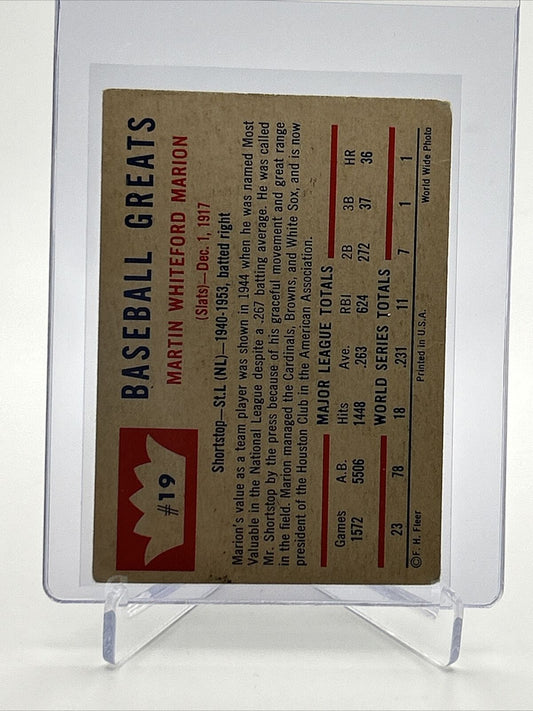 #19
BASEBALL GREATS
MARTIN WHITEFORD MARION
(Slats)—Dec. 1, 1917
Shortstop—St.L (NL)—1940-1953, batted right
Marion's value as a team player was shown in 1944 when he was named Most
Valuable in the National League despite a .267 batting average. He was called
Mr. Shortstop by the press because of his graceful movement and great range
in the field. Marion managed the Cardinals, Browns, and White Sox, and is now
president of the Houston Club in the American Association.
MAJOR LEAGUE TOTALS
Games A.B. Hits Ave. RBI 2B 3B HR
1572 5506 1448 .263 624 272 37 36
WORLD SERIES TOTALS
23 78 18 .231 11 7 1 1
©F. H. Fleer Printed in U.S.A. World Wide Photo